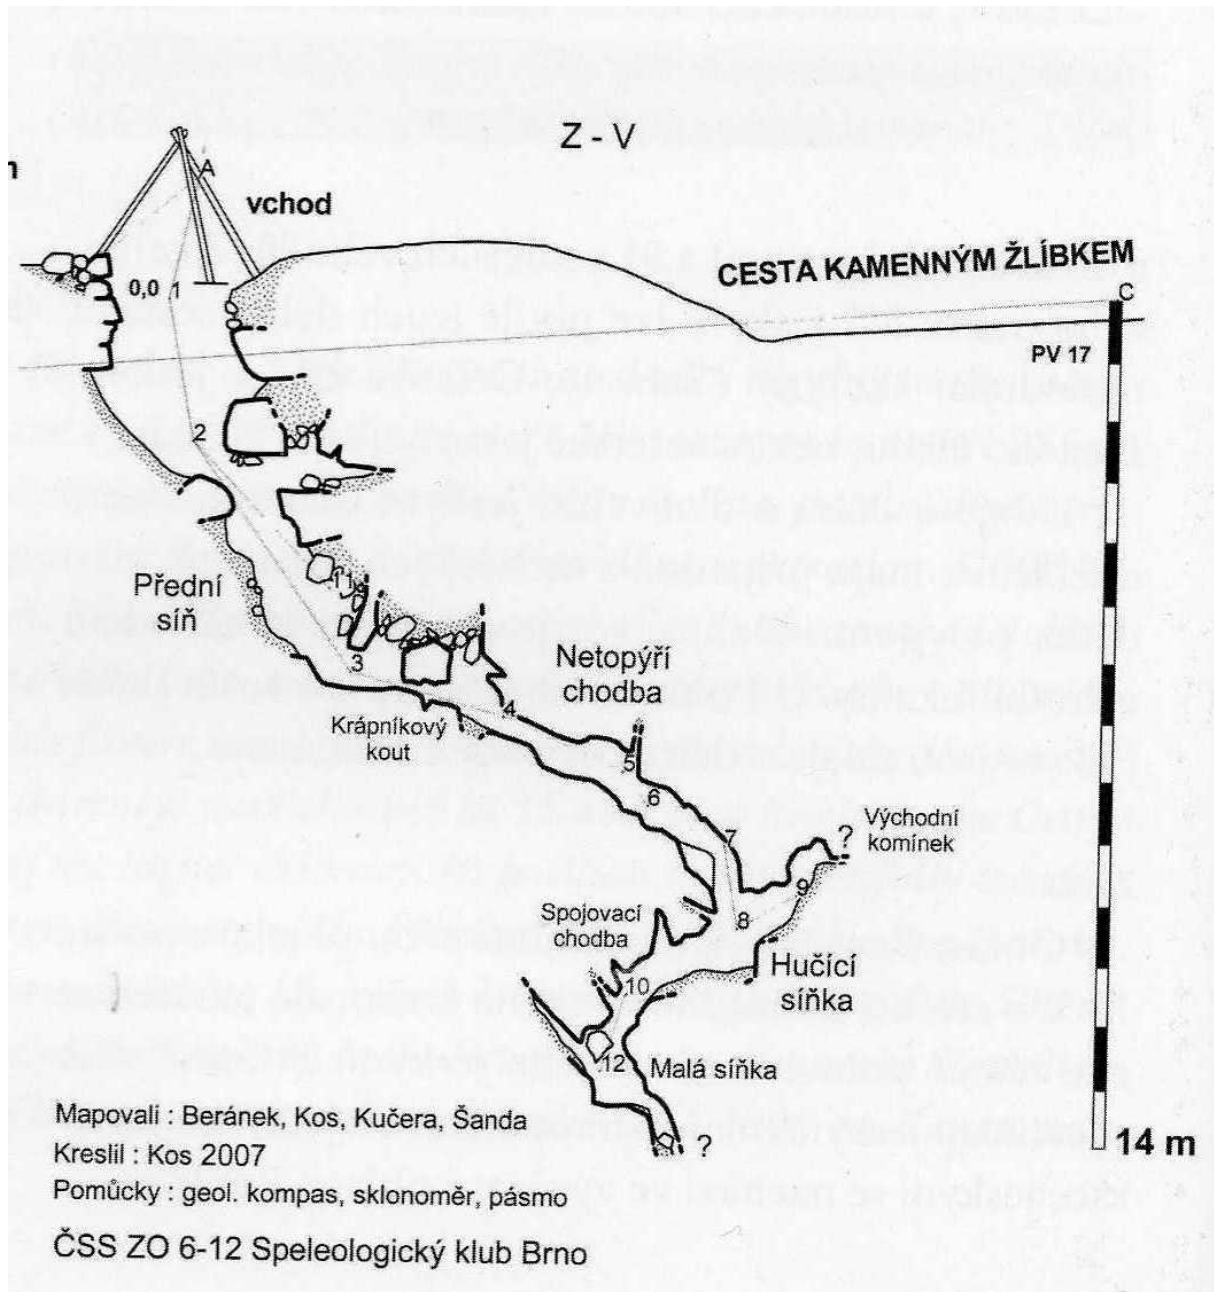 Z - V
A
vchod
CESTA KAMENNÝM ŽLÍBKEM
C
0,0
1
PV 17
2
11
Přední
síň
3
Netopýří
chodba
4
Krápníkový
kout
5
6
7
?
Východní
komínek
9
8
Spojovací
chodba
10
Hučící
síňka
12
Malá síňka
?
14 m
Mapovali : Beránek, Kos, Kučera, Šanda
Kreslil : Kos 2007
Pomůcky : geol. kompas, sklonoměr, pásmo
ČSS ZO 6-12 Speleologický klub Brno